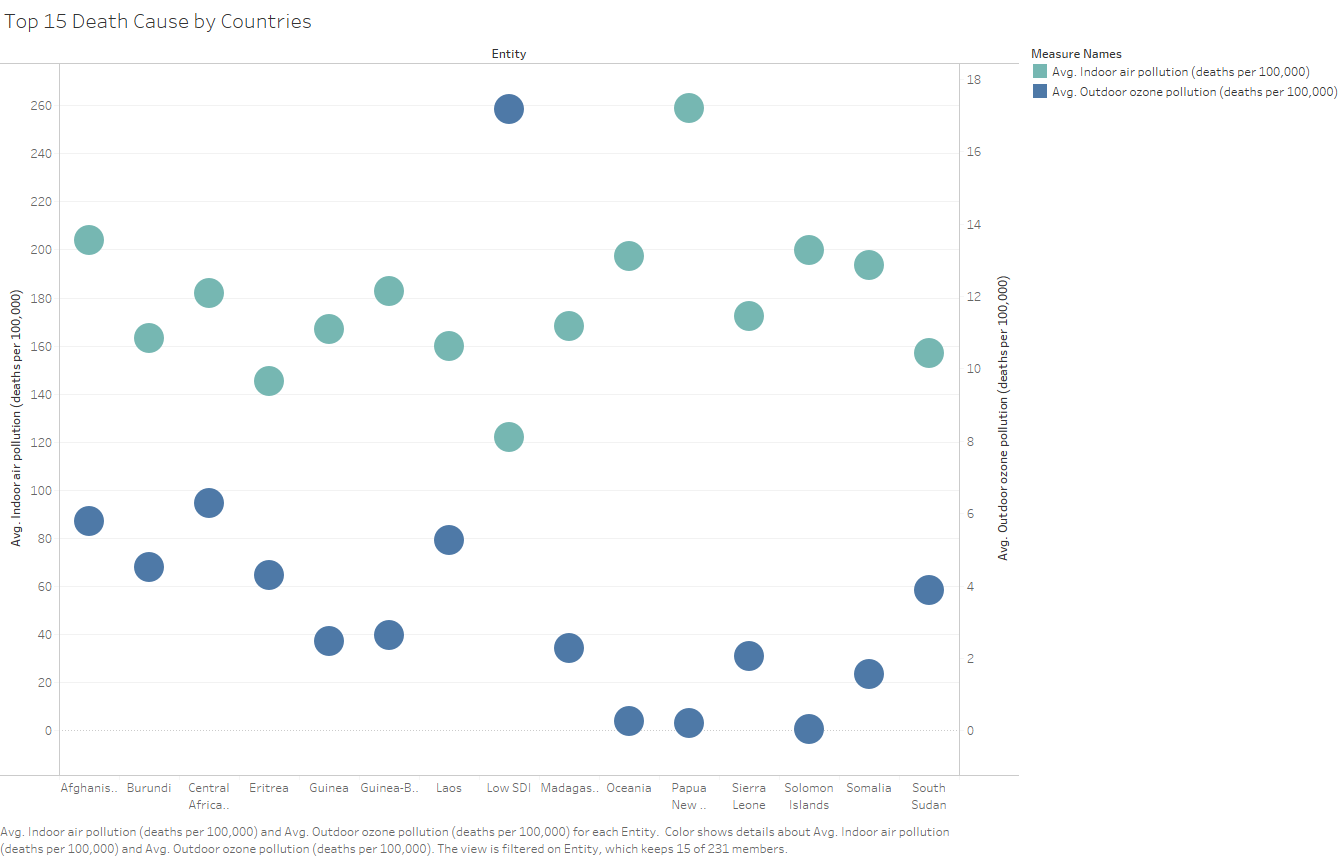 Top 15 Death Cause by Countries
Entity
Measure Names
Avg. Indoor air pollution (deaths per 100,000)
Avg. Outdoor ozone pollution (deaths per 100,000)
Avg. Indoor air pollution (deaths per 100,000)
260
240
220
200
180
160
140
120
100
80
60
40
20
0
18
16
14
12
10
8
6
4
2
0
Avg. Outdoor ozone pollution (deaths per 100,000)
Afghanis.. Burundi Central Eritrea Guinea Guinea-B.. Laos Low SDI Madagas.. Oceania Papua Sierra Solomon Somalia South
Africa.. New .. Leone Islands Sudan
Avg. Indoor air pollution (deaths per 100,000) and Avg. Outdoor ozone pollution (deaths per 100,000) for each Entity. Color shows details about Avg. Indoor air pollution
(deaths per 100,000) and Avg. Outdoor ozone pollution (deaths per 100,000). The view is filtered on Entity, which keeps 15 of 231 members.